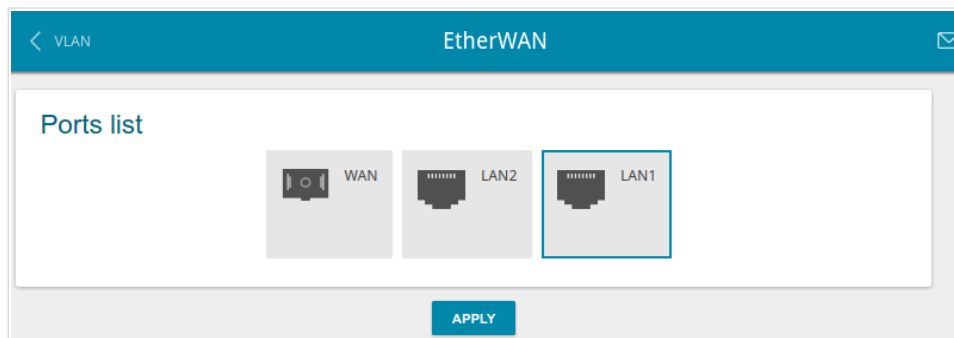 VLAN
EtherWAN
Ports list
WAN
LAN2
LAN1
APPLY